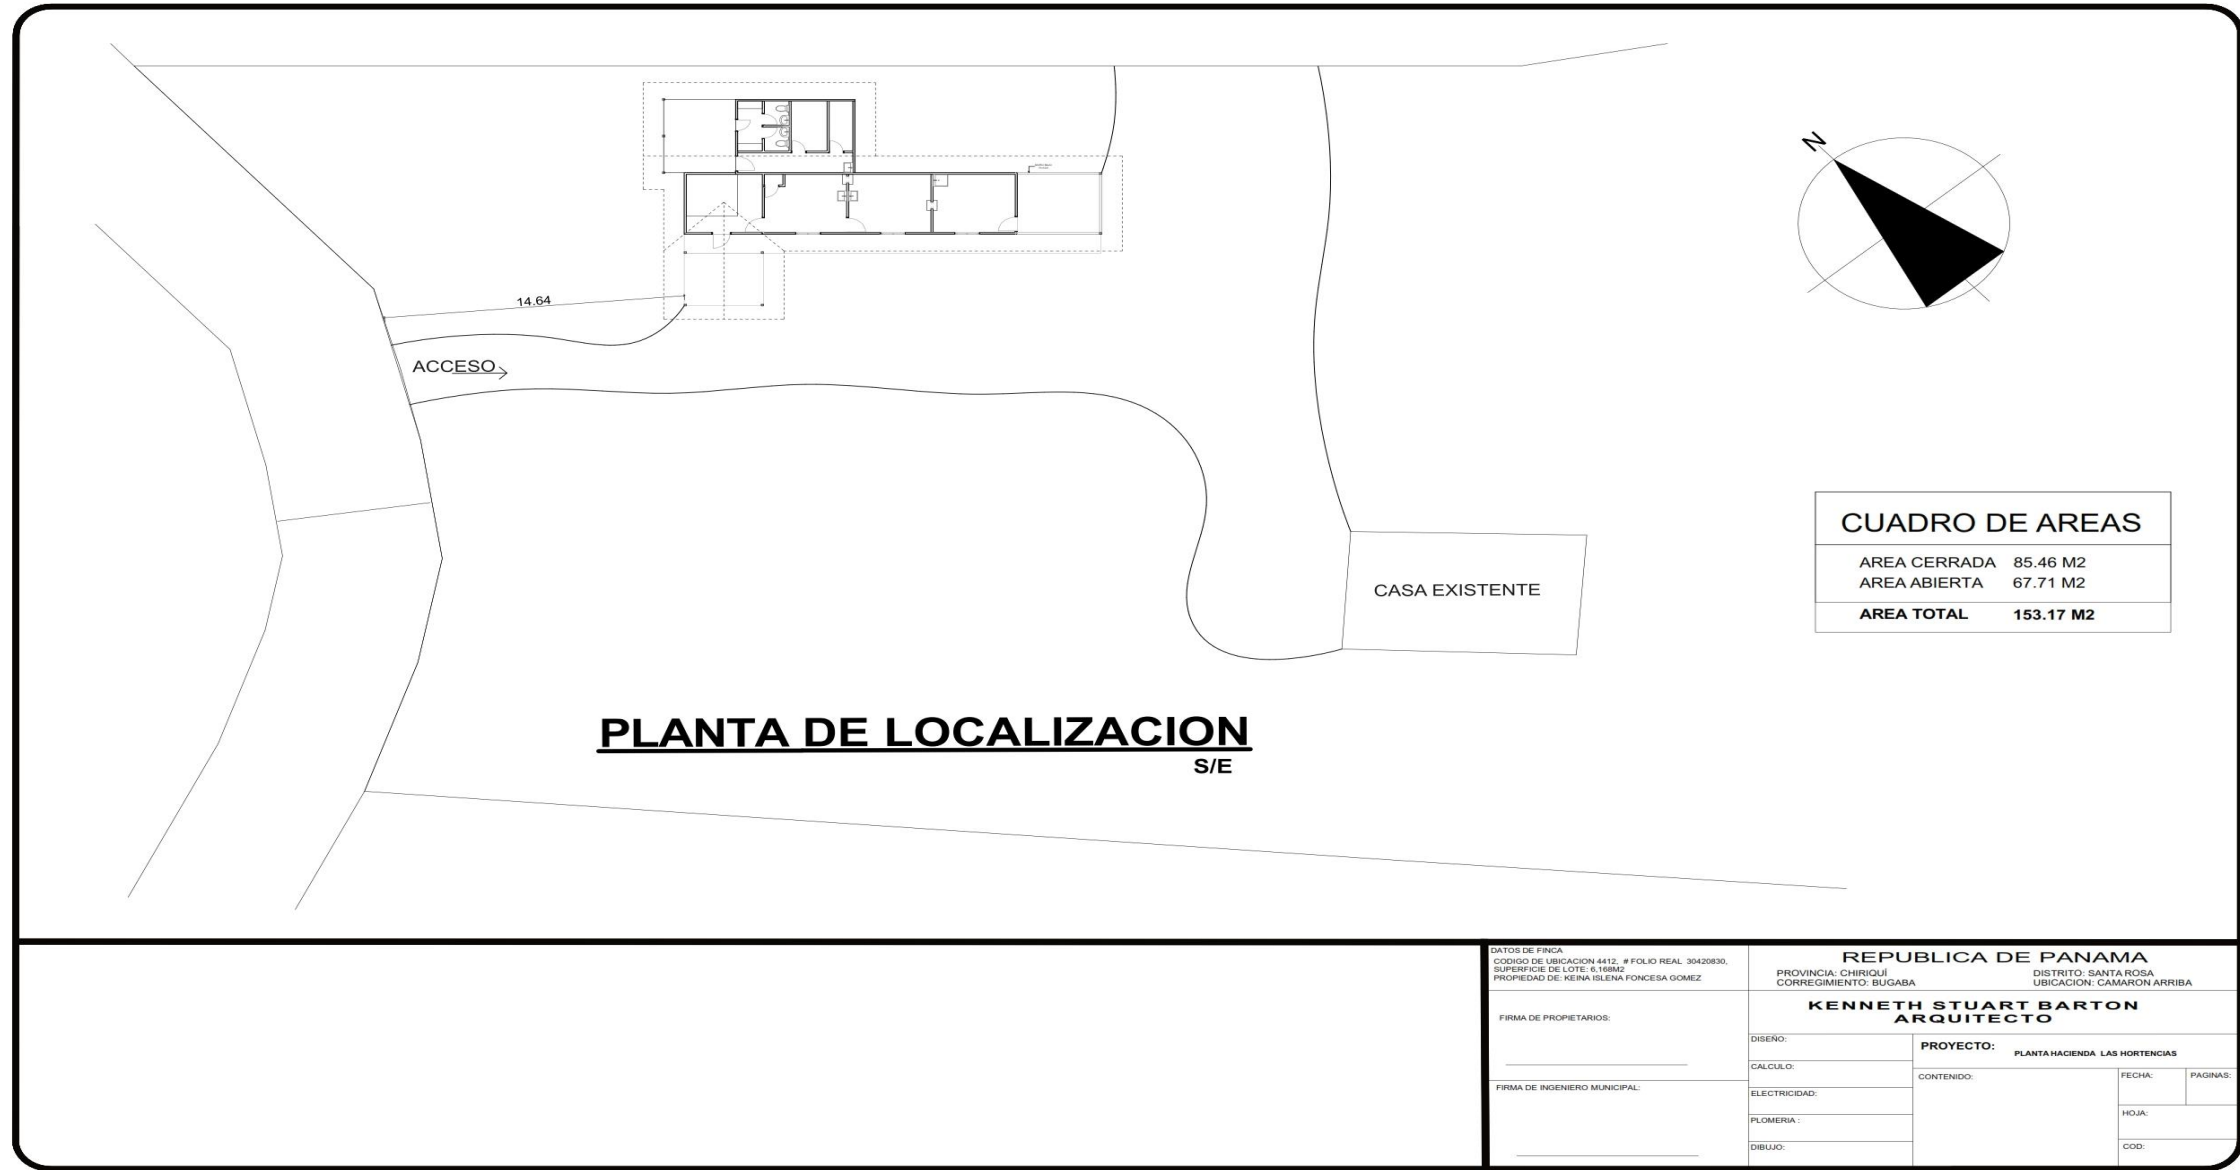 N
14.64
ACCESO
CASA EXISTENTE
CUADRO DE AREAS
AREA CERRADA 85.46 M2
AREA ABIERTA 67.71 M2
AREA TOTAL 153.17 M2
PLANTA DE LOCALIZACION
S/E
DATOS DE FINCA
CODIGO DE UBICACION 4412, # FOLIO REAL 30420830,
SUPERFICIE DE LOTE: 6,168M2
PROPIEDAD DE: KEINA ISLENA FONCESA GOMEZ
FIRMA DE PROPIETARIOS:
FIRMA DE INGENIERO MUNICIPAL:
REPUBLICA DE PANAMA
PROVINCIA: CHIRIQUÍ DISTRITO: SANTA ROSA
CORREGIMIENTO: BUGABA UBICACION: CAMARON ARRIBA
KENNETH STUART BARTON
ARQUITECTO
DISEÑO:
CALCULO:
ELECTRICIDAD:
PLOMERIA :
DIBUJO:
PROYECTO: PLANTA HACIENDA LAS HORTENCIAS
CONTENIDO:
FECHA:
PAGINAS:
HOJA:
COD: